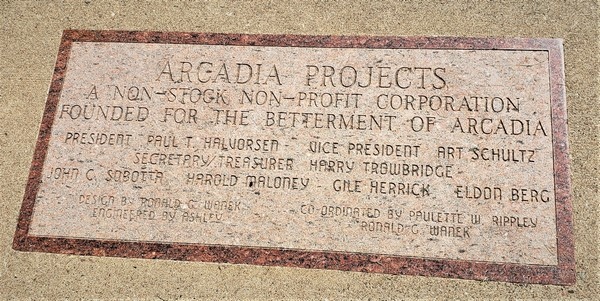 ARCADIA PROJECTS
A NON-STOCK NON-PROFIT CORPORATION
FOUNDED FOR THE BETTERMENT OF ARCADIA
PRESIDENT PAUL T. HALVORSEN - VICE PRESIDENT ART SCHULTZ
SECRETARY/TREASURER HARRY TROWBRIDGE -
JOHN C. SOBOTTA HAROLD MALONEY - GILE HERRICK ELDON BERG
DESIGN BY RONALD G. WANEK
ENGINEERED BY ASHLEY
CO-ORDINATED BY PAULETTE W. RIPPLEY
RONALD G. WANEK